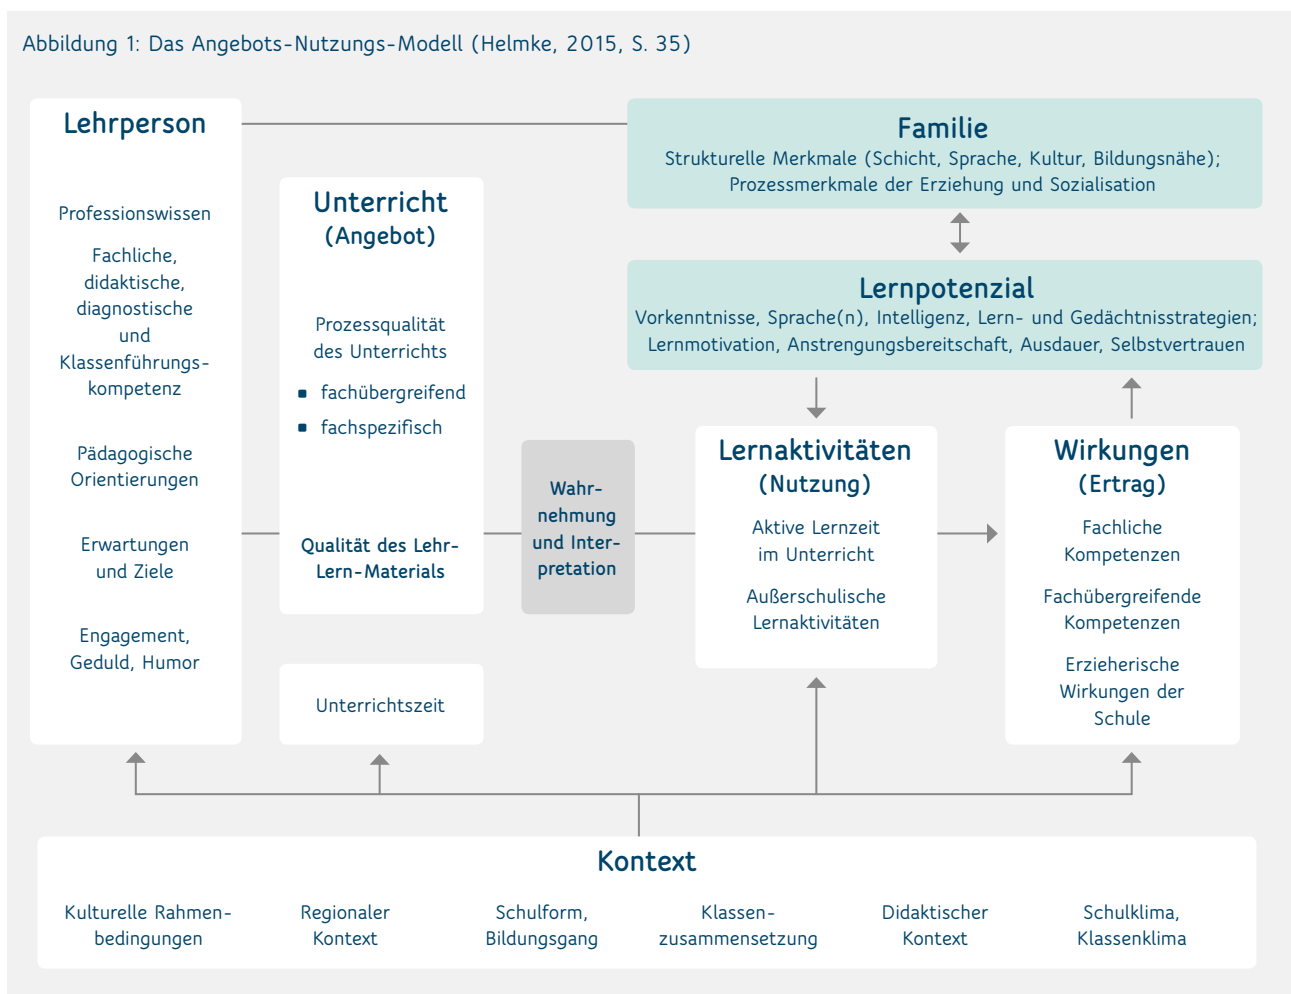 Abbildung 1: Das Angebots-Nutzungs-Modell (Helmke, 2015, S. 35)
Lehrperson
Professionswissen
Fachliche,
didaktische,
diagnostische
und
Klassenführungs-
kompetenz
Pädagogische
Orientierungen
Erwartungen
und Ziele
Engagement,
Geduld, Humor
Unterricht
(Angebot)
Prozessqualität
des Unterrichts
▪ fachübergreifend
▪ fachspezifisch
Qualität des Lehr-
Lern-Materials
Unterrichtszeit
Wahr-
nehmung
und Inter-
pretation
Familie
Strukturelle Merkmale (Schicht, Sprache, Kultur, Bildungsnähe);
Prozessmerkmale der Erziehung und Sozialisation
Lernpotenzial
Vorkenntnisse, Sprache(n), Intelligenz, Lern- und Gedächtnisstrategien;
Lernmotivation, Anstrengungsbereitschaft, Ausdauer, Selbstvertrauen
Lernaktivitäten
(Nutzung)
Aktive Lernzeit
im Unterricht
Außerschulische
Lernaktivitäten
Wirkungen
(Ertrag)
Fachliche
Kompetenzen
Fachübergreifende
Kompetenzen
Erzieherische
Wirkungen der
Schule
Kontext
Kulturelle Rahmen-
bedingungen
Regionaler
Kontext
Schulform,
Bildungsgang
Klassen-
zusammensetzung
Didaktischer
Kontext
Schulklima,
Klassenklima